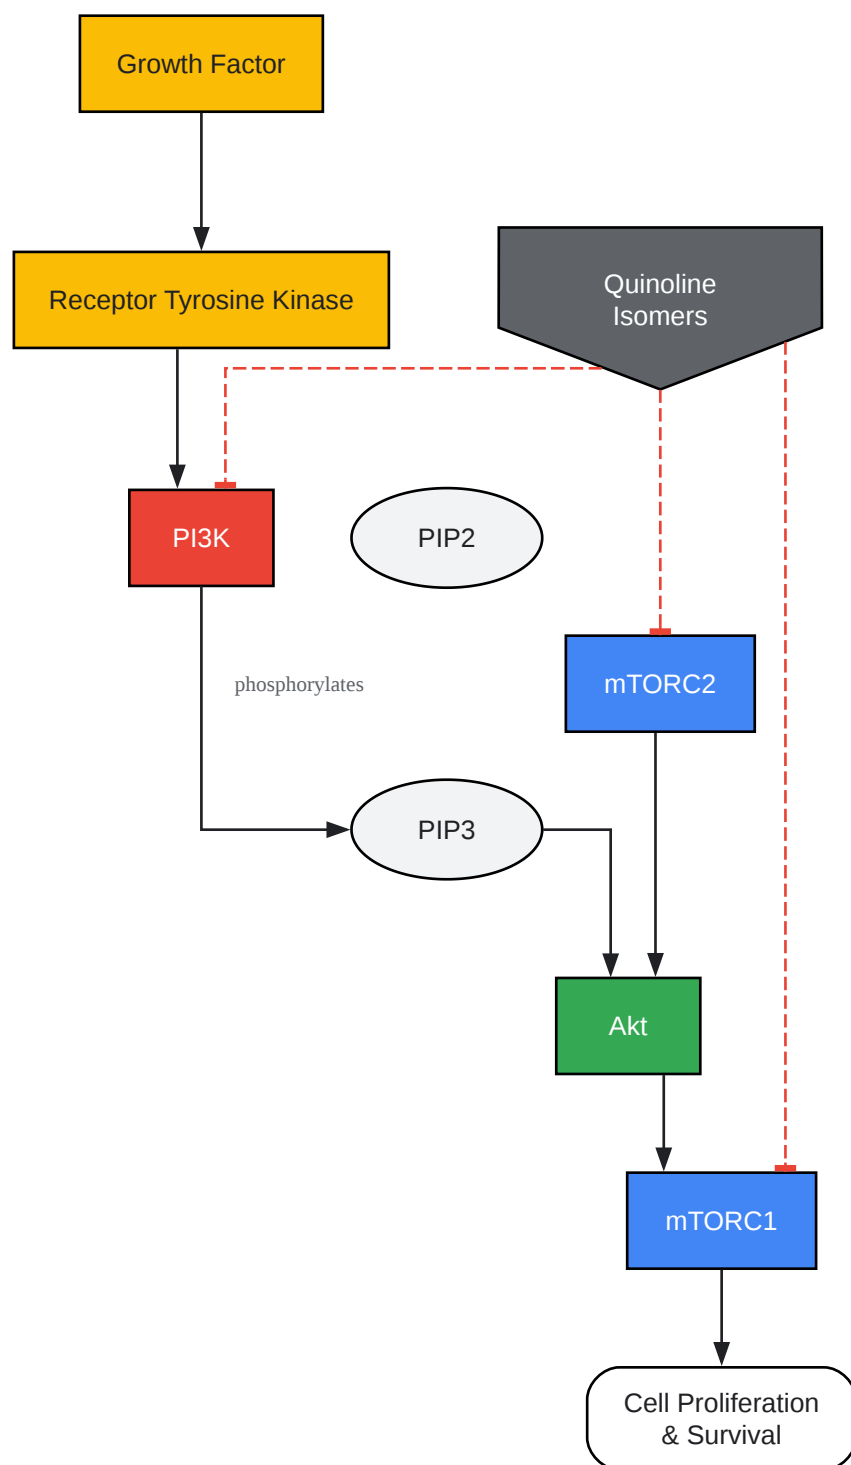 Growth Factor
Receptor Tyrosine Kinase
Quinoline
Isomers
PI3K
PIP2
mTORC2
phosphorylates
PIP3
Akt
mTORC1
Cell Proliferation
& Survival